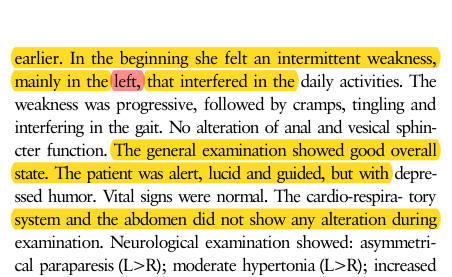 earlier. In the beginning she felt an intermittent weakness,
mainly in the left, that interfered in the daily activities. The
weakness was progressive, followed by cramps, tingling and
interfering in the gait. No alteration of anal and vesical sphin-
cter function. The general examination showed good overall
state. The patient was alert, lucid and guided, but with depre-
ssed humor. Vital signs were normal. The cardio-respira- tory
system and the abdomen did not show any alteration during
examination. Neurological examination showed: asymmetri-
cal paraparesis (L>R); moderate hypertonia (L>R); increased